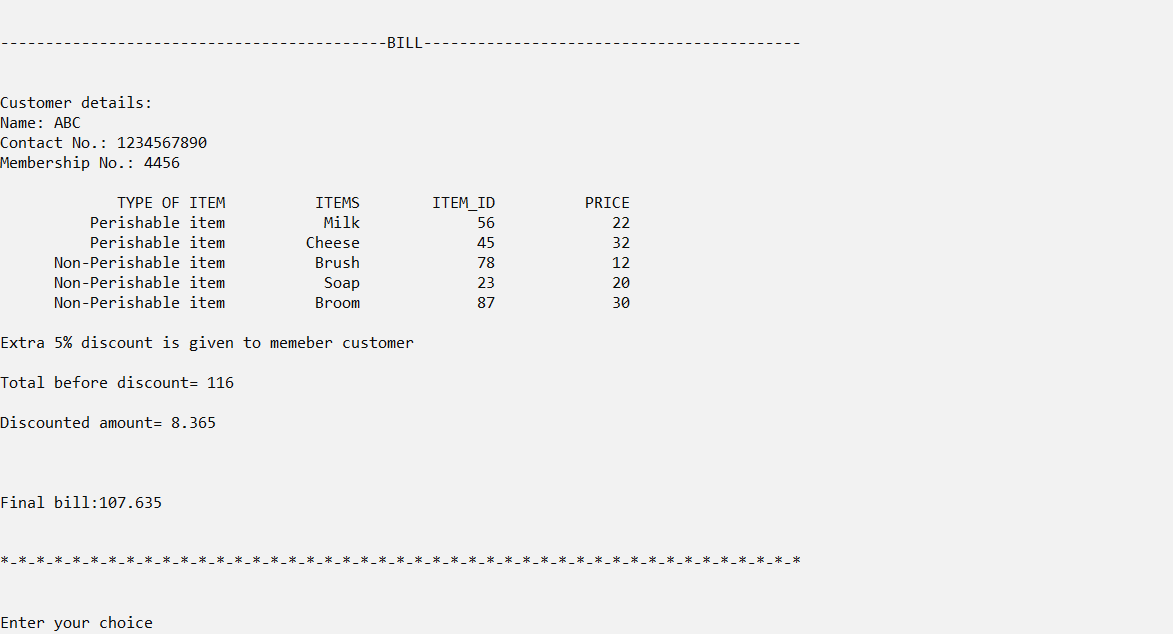 ------------------------------------------BILL-----------------------------------------
Customer details:
Name: ABC
Contact No.: 1234567890
Membership No.: 4456
TYPE OF ITEM ITEMS ITEM_ID PRICE
Perishable item Milk 56 22
Perishable item Cheese 45 32
Non-Perishable item Brush 78 12
Non-Perishable item Soap 23 20
Non-Perishable item Broom 87 30
Extra 5% discount is given to memeber customer
Total before discount= 116
Discounted amount= 8.365
Final bill:107.635
*-*-*-*-*-*-*-*-*-*-*-*-*-*-*-*-*-*-*-*-*-*-*-*-*-*-*-*-*-*-*-*-*-*-*-*-*-*-*-*-*-*-*-*-*
Enter your choice